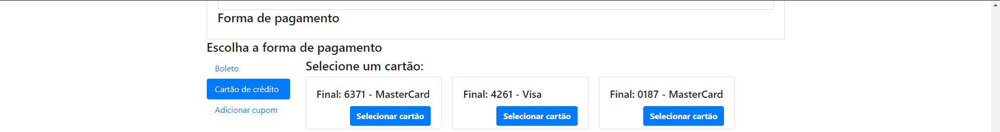 Forma de pagamento
Escolha a forma de pagamento
Boleto
Cartão de crédito
Adicionar cupom
Selecione um cartão:
Final: 6371 - MasterCard
Selecionar cartão
Final: 4261 - Visa
Selecionar cartão
Final: 0187 - MasterCard
Selecionar cartão